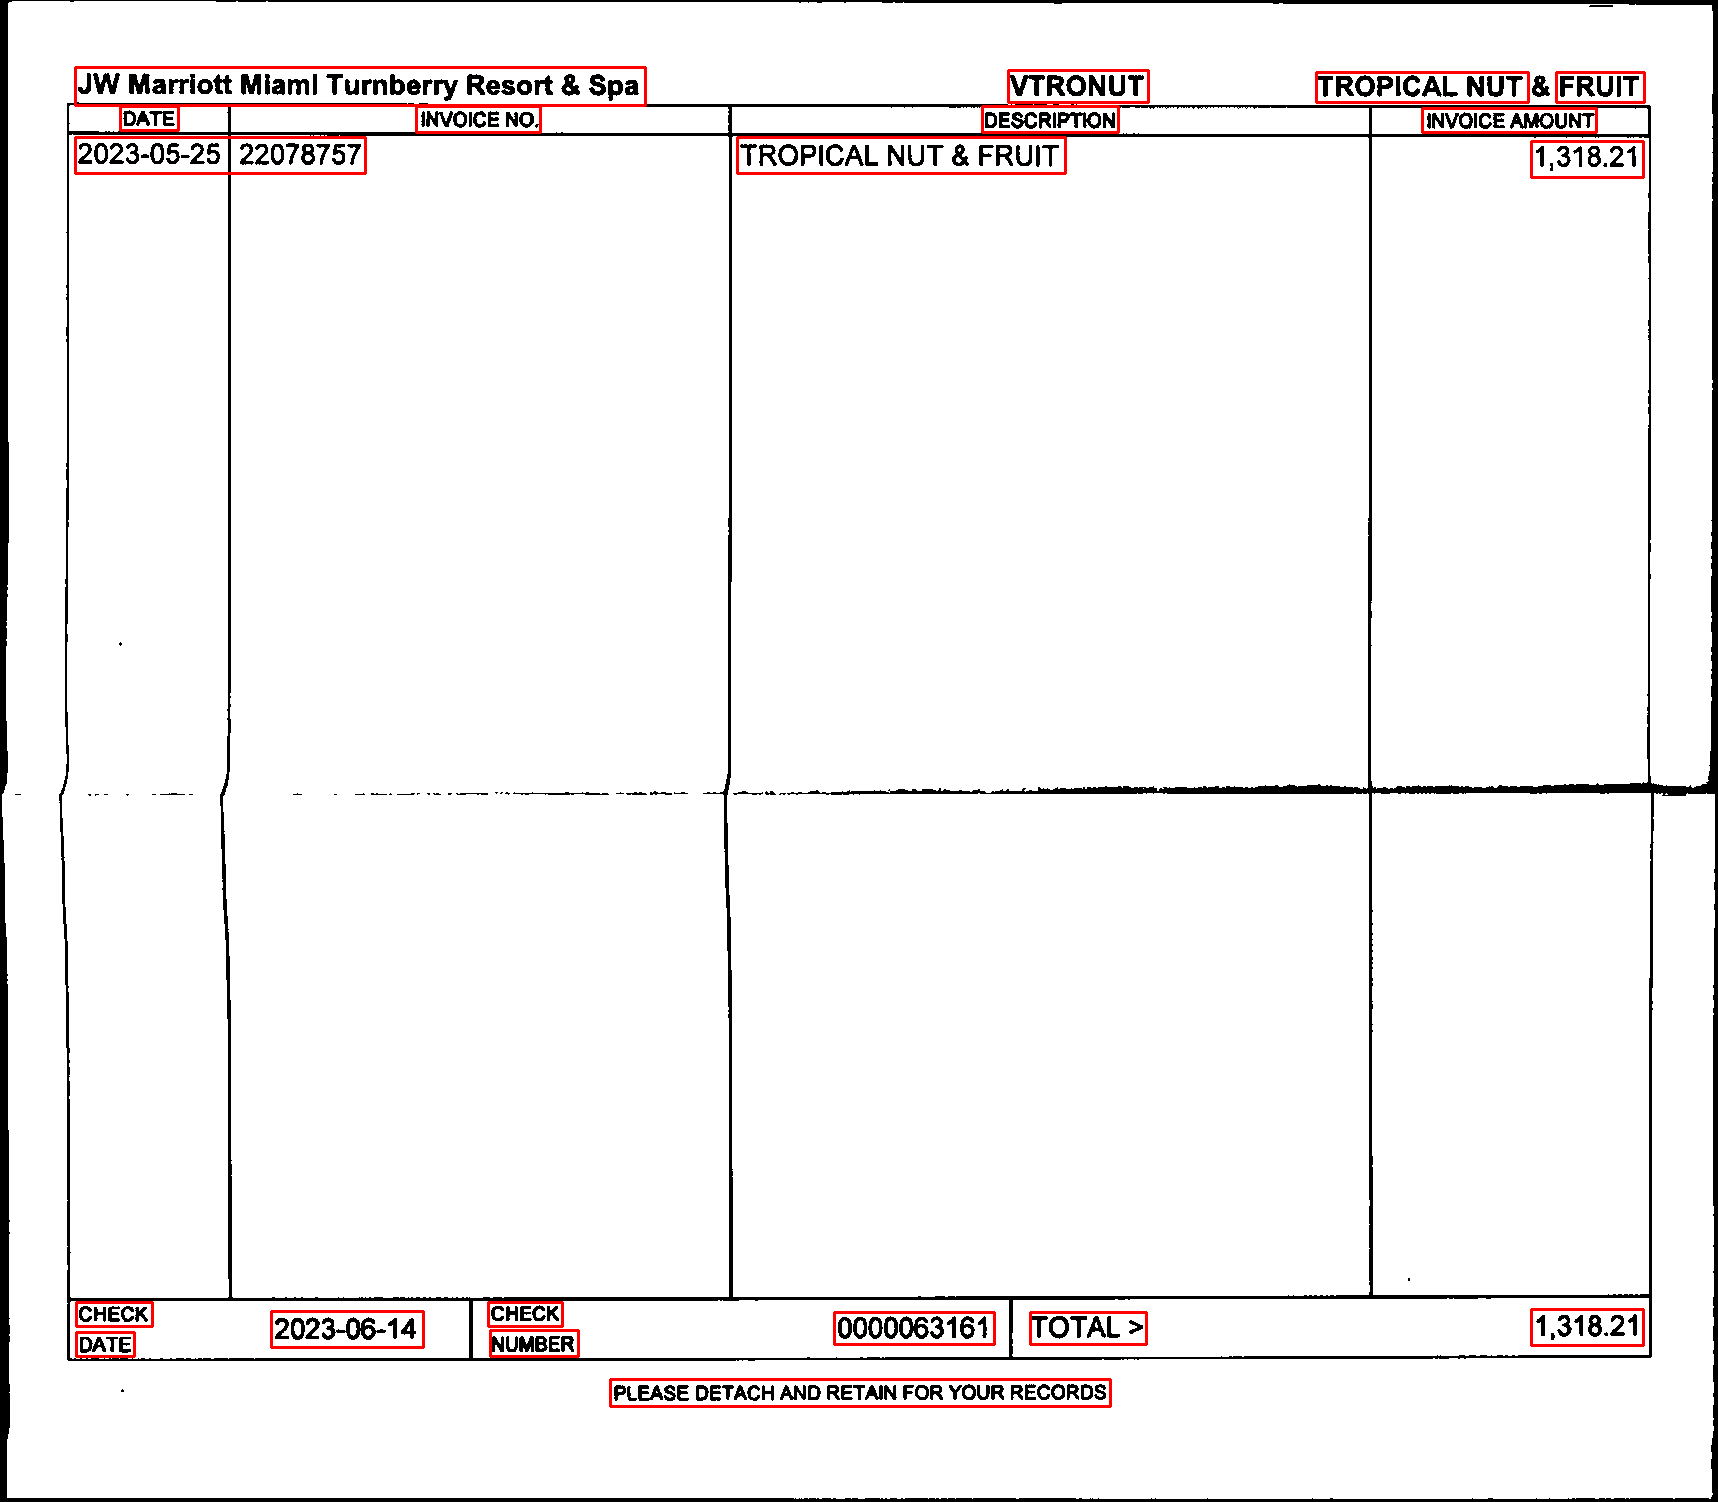 JW Marriott Miami Turnberry Resort & Spa VTRONUT TROPICAL NUT & FRUIT
DATE INVOICE NO. DESCRIPTION INVOICE AMOUNT
2023-05-25 22078757 TROPICAL NUT & FRUIT 1,318.21
CHECK DATE 2023-06-14 CHECK NUMBER 0000063161 TOTAL > 1,318.21
PLEASE DETACH AND RETAIN FOR YOUR RECORDS